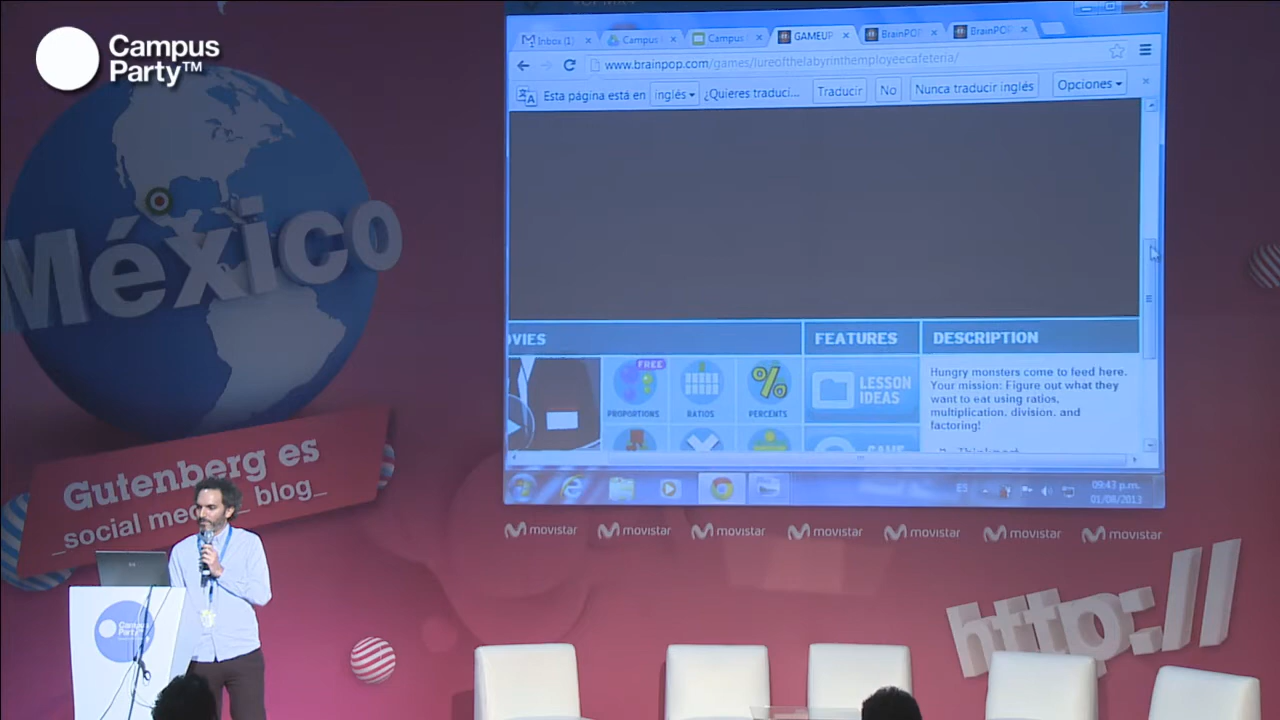 Campus
Party™
México
Gutenberg es
_social
blog_
Inbox (1)
Campus
Campus
GAMEUP
BrainPOP
BrainPOP
www.brainpop.com/games/lureofthelabyrinthemployeecafeteria/
Esta página está en inglés ¿Quieres traduci... Traducir No Nunca traducir inglés Opciones
FEATURES
DESCRIPTION
FREE
PROPORTIONS
RATIOS
PERCENTS
LESSON
IDEAS
Hungry monsters come to feed here.
Your mission: Figure out what they
want to eat using ratios,
multiplication, division, and
factoring!
ES
09:43 p.m.
01/08/2013
movistar movistar movistar movistar movistar movistar movistar
http://
Campus
Party